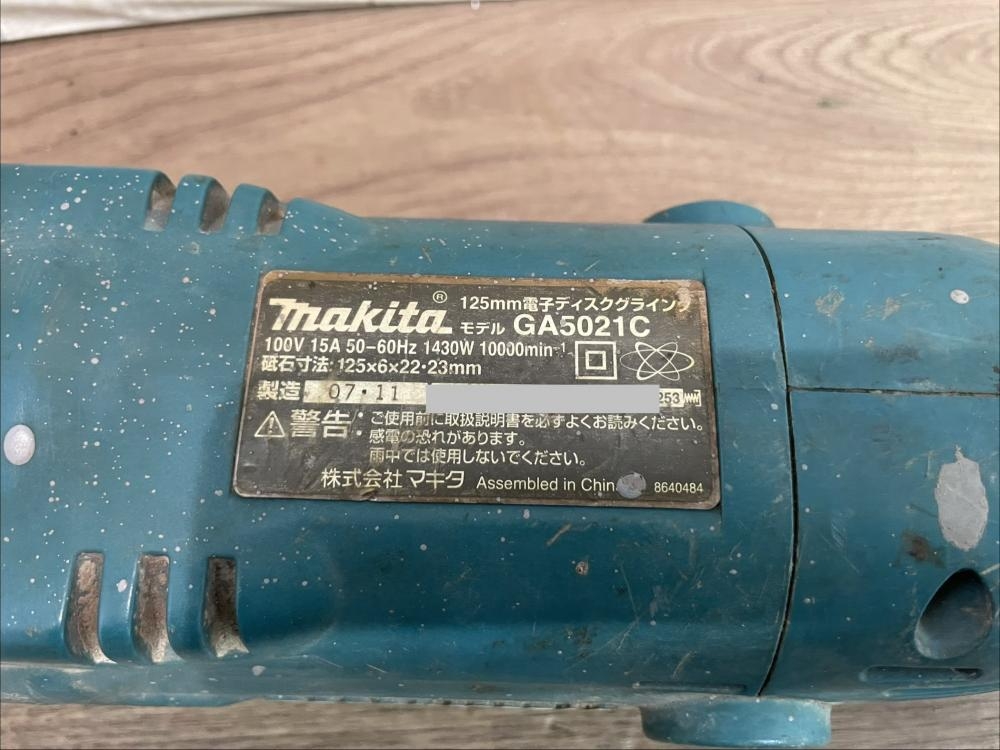 makita® 125mm電子ディスクグラインダ
モデル GA5021C
100V 15A 50-60Hz 1430W 10000min⁻¹
砥石寸法:125×6×22・23mm
製造 07・11 253
⚠警告: ご使用前に取扱説明書を必ずよくお読みください。
感電の恐れがあります。
雨中では使用しないでください。
株式会社マキタ Assembled in China 8640484